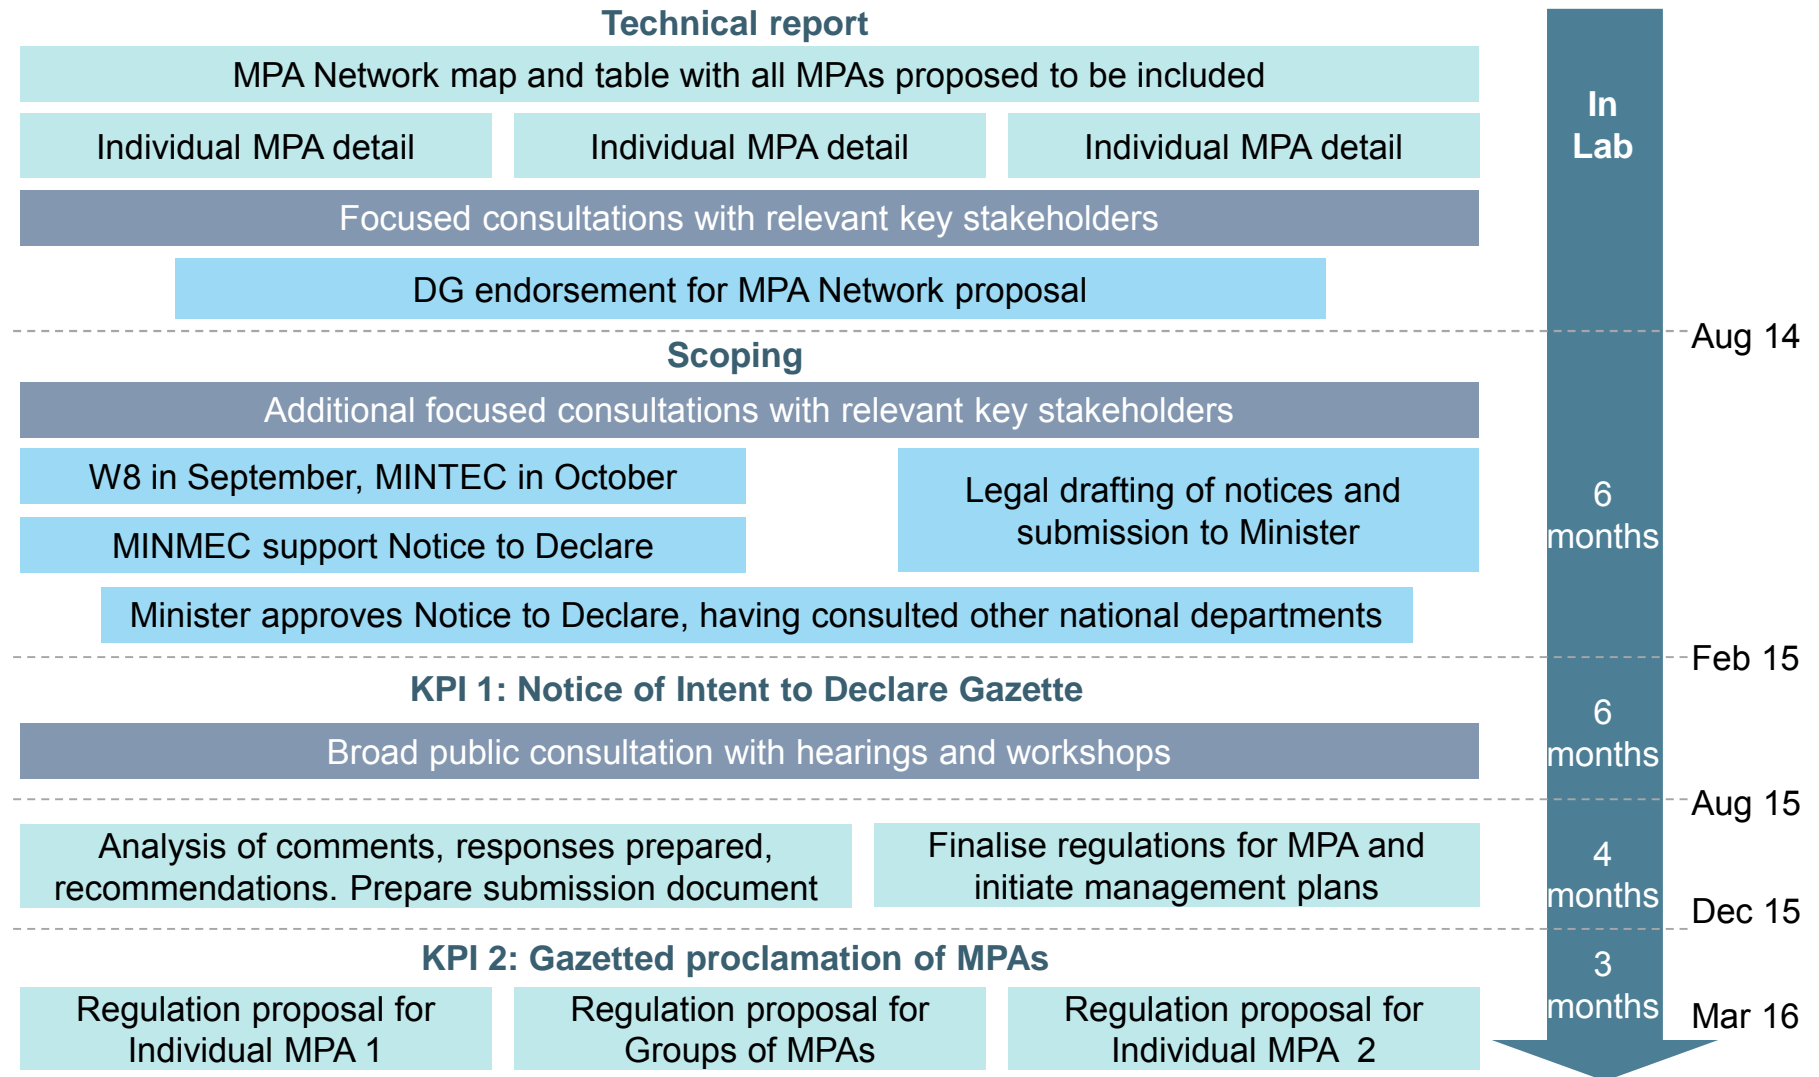 Technical report
MPA Network map and table with all MPAs proposed to be included
Individual MPA detail
Individual MPA detail
Individual MPA detail
Focused consultations with relevant key stakeholders
DG endorsement for MPA Network proposal
In
Lab
Aug 14
Scoping
Additional focused consultations with relevant key stakeholders
W8 in September, MINTEC in October
MINMEC support Notice to Declare
Legal drafting of notices and
submission to Minister
Minister approves Notice to Declare, having consulted other national departments
6
months
Feb 15
KPI 1: Notice of Intent to Declare Gazette
Broad public consultation with hearings and workshops
6
months
Aug 15
Analysis of comments, responses prepared,
recommendations. Prepare submission document
Finalise regulations for MPA and
initiate management plans
4
months
Dec 15
KPI 2: Gazetted proclamation of MPAs
Regulation proposal for
Individual MPA 1
Regulation proposal for
Groups of MPAs
Regulation proposal for
Individual MPA 2
3
months
Mar 16